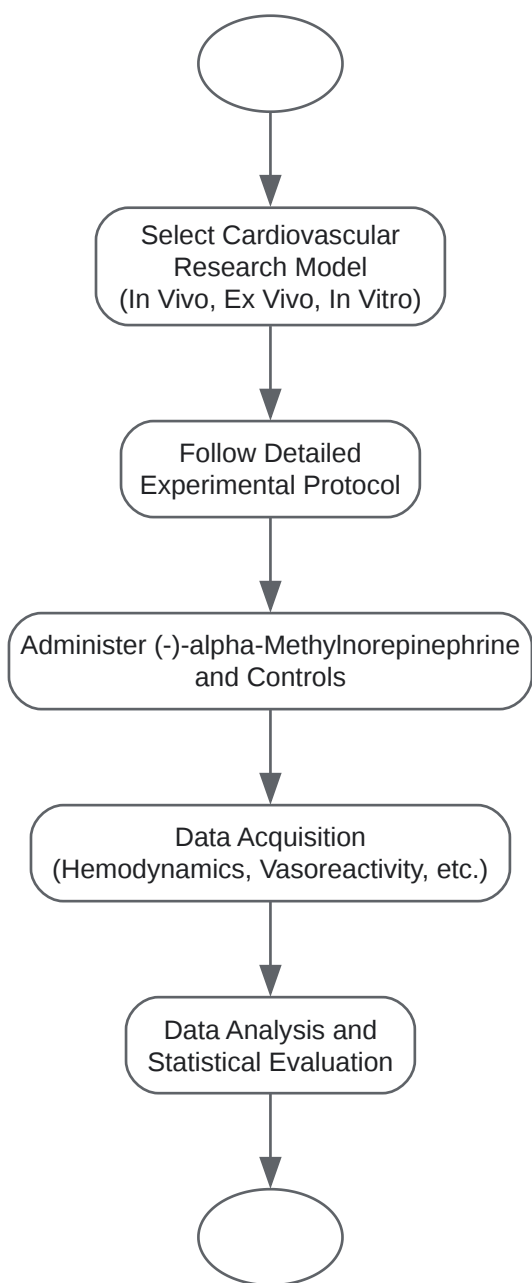 Select Cardiovascular
Research Model
(In Vivo, Ex Vivo, In Vitro)
Follow Detailed
Experimental Protocol
Administer (-)-alpha-Methylnorepinephrine
and Controls
Data Acquisition
(Hemodynamics, Vasoreactivity, etc.)
Data Analysis and
Statistical Evaluation